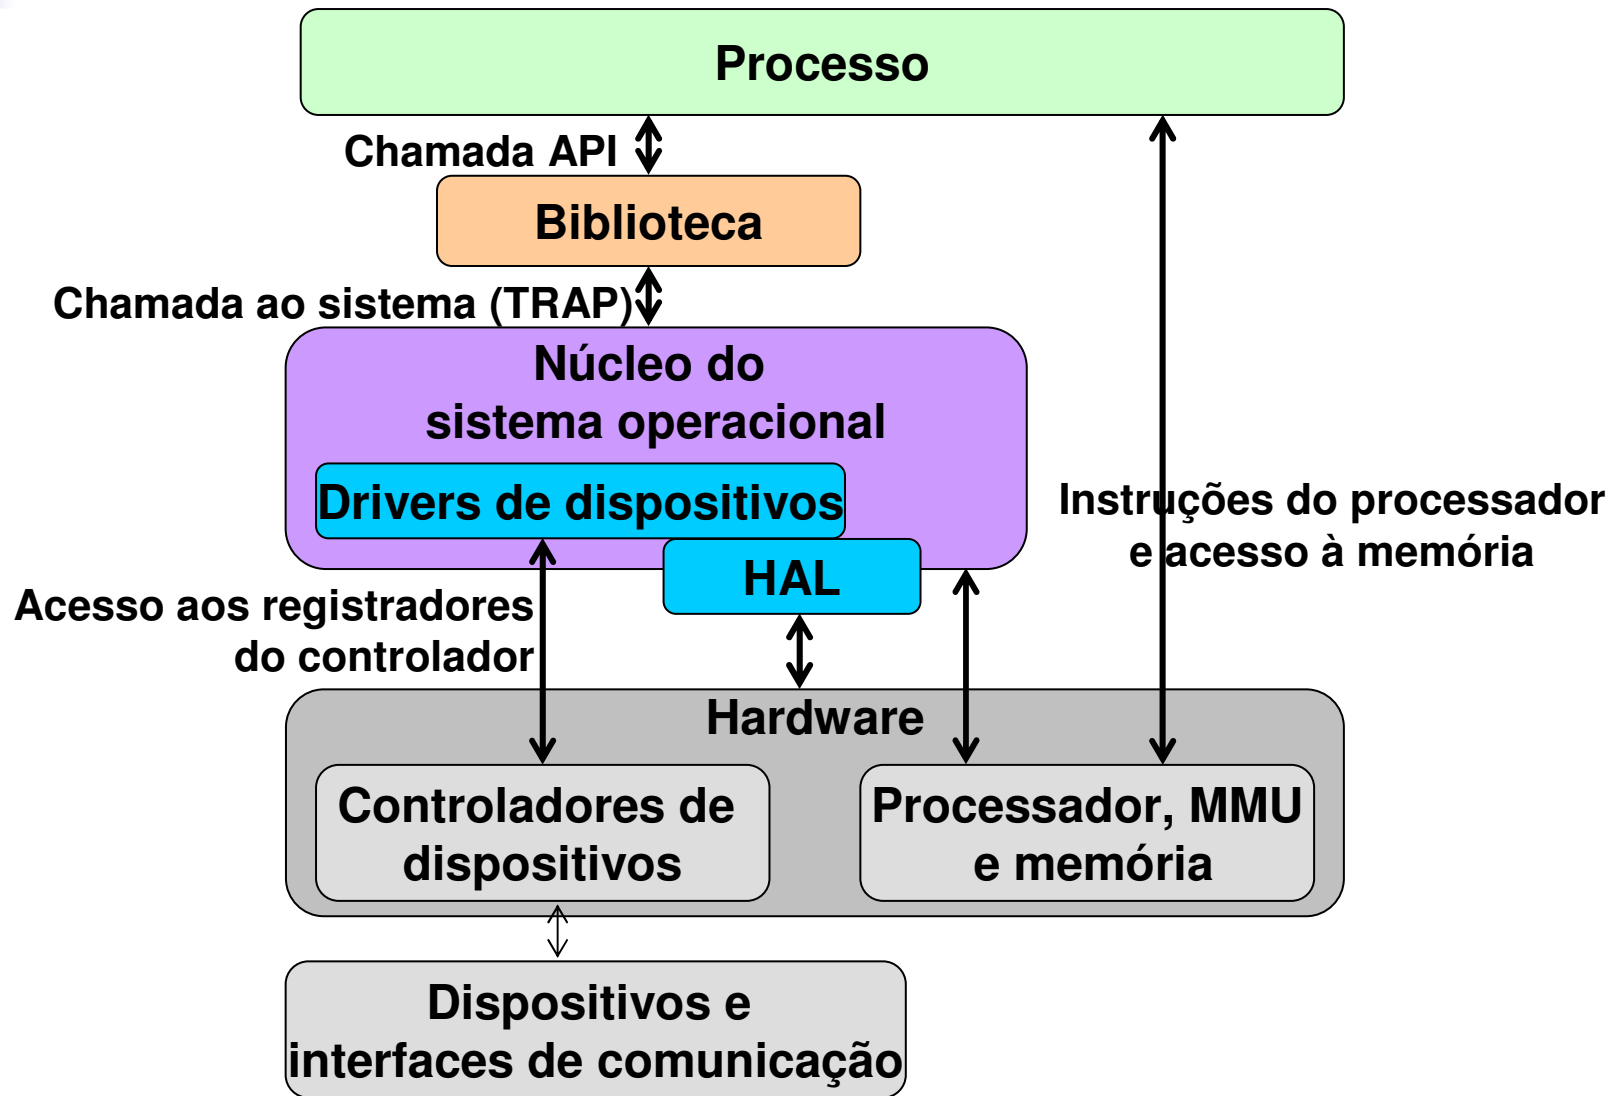 Processo
Chamada API
Biblioteca
Chamada ao sistema (TRAP)
Núcleo do
sistema operacional
Drivers de dispositivos
Instruções do processador
e acesso à memória
HAL
Acesso aos registradores
do controlador
Hardware
Controladores de
dispositivos
Processador, MMU
e memória
Dispositivos e
interfaces de comunicação